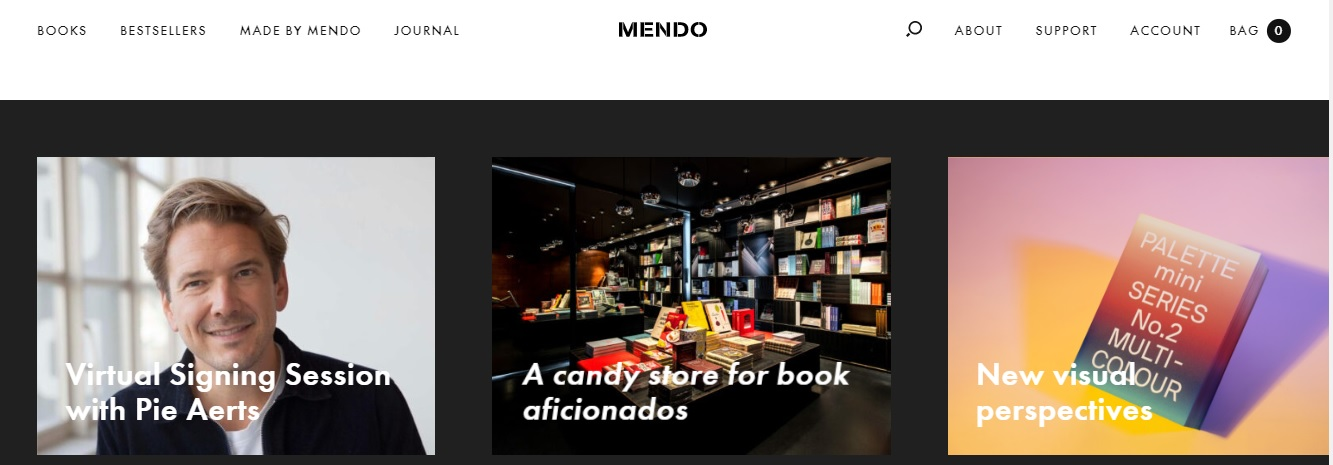 BOOKS BESTSELLERS MADE BY MENDO JOURNAL MENDO ABOUT SUPPORT ACCOUNT BAG 0
Virtual Signing Session
with Pie Aerts
A candy store for book
aficionados
PALETTE
mini
SERIES
No.2
MULTI-
COLOUR
New visual
perspectives